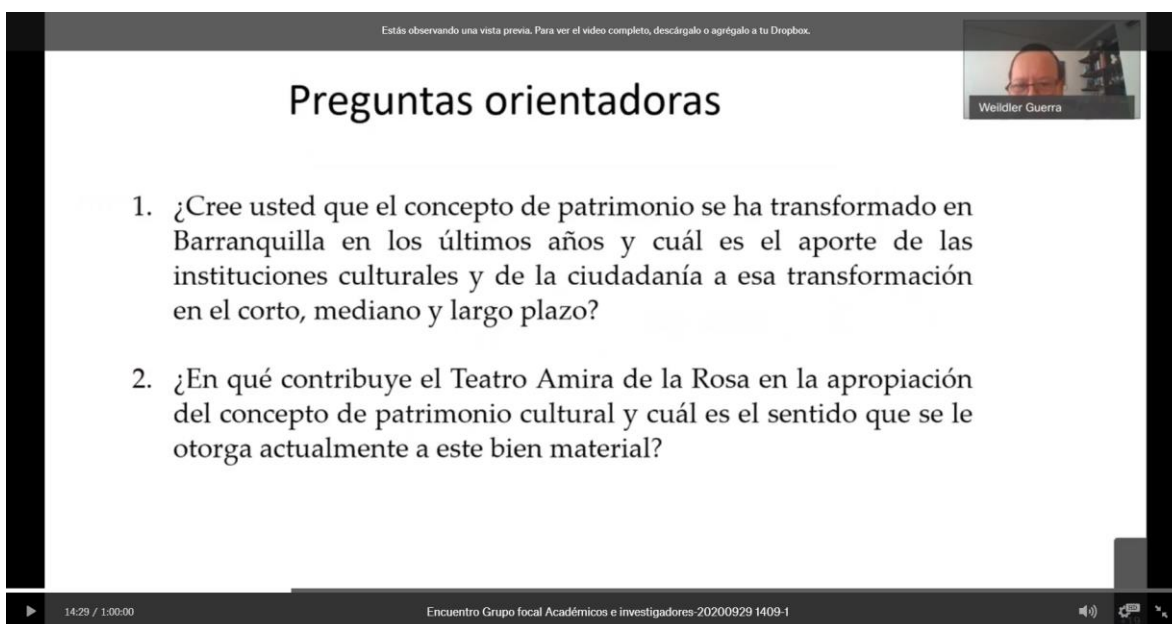 Estás observando una vista previa. Para ver el video completo, descárgalo o agrégalo a tu Dropbox.
Preguntas orientadoras
Weildler Guerra
1. ¿Cree usted que el concepto de patrimonio se ha transformado en
Barranquilla en los últimos años y cuál es el aporte de las
instituciones culturales y de la ciudadanía a esa transformación
en el corto, mediano y largo plazo?
2. ¿En qué contribuye el Teatro Amira de la Rosa en la apropiación
del concepto de patrimonio cultural y cuál es el sentido que se le
otorga actualmente a este bien material?
14:29 / 1:00:00
Encuentro Grupo focal Académicos e investigadores-20200929 1409-1